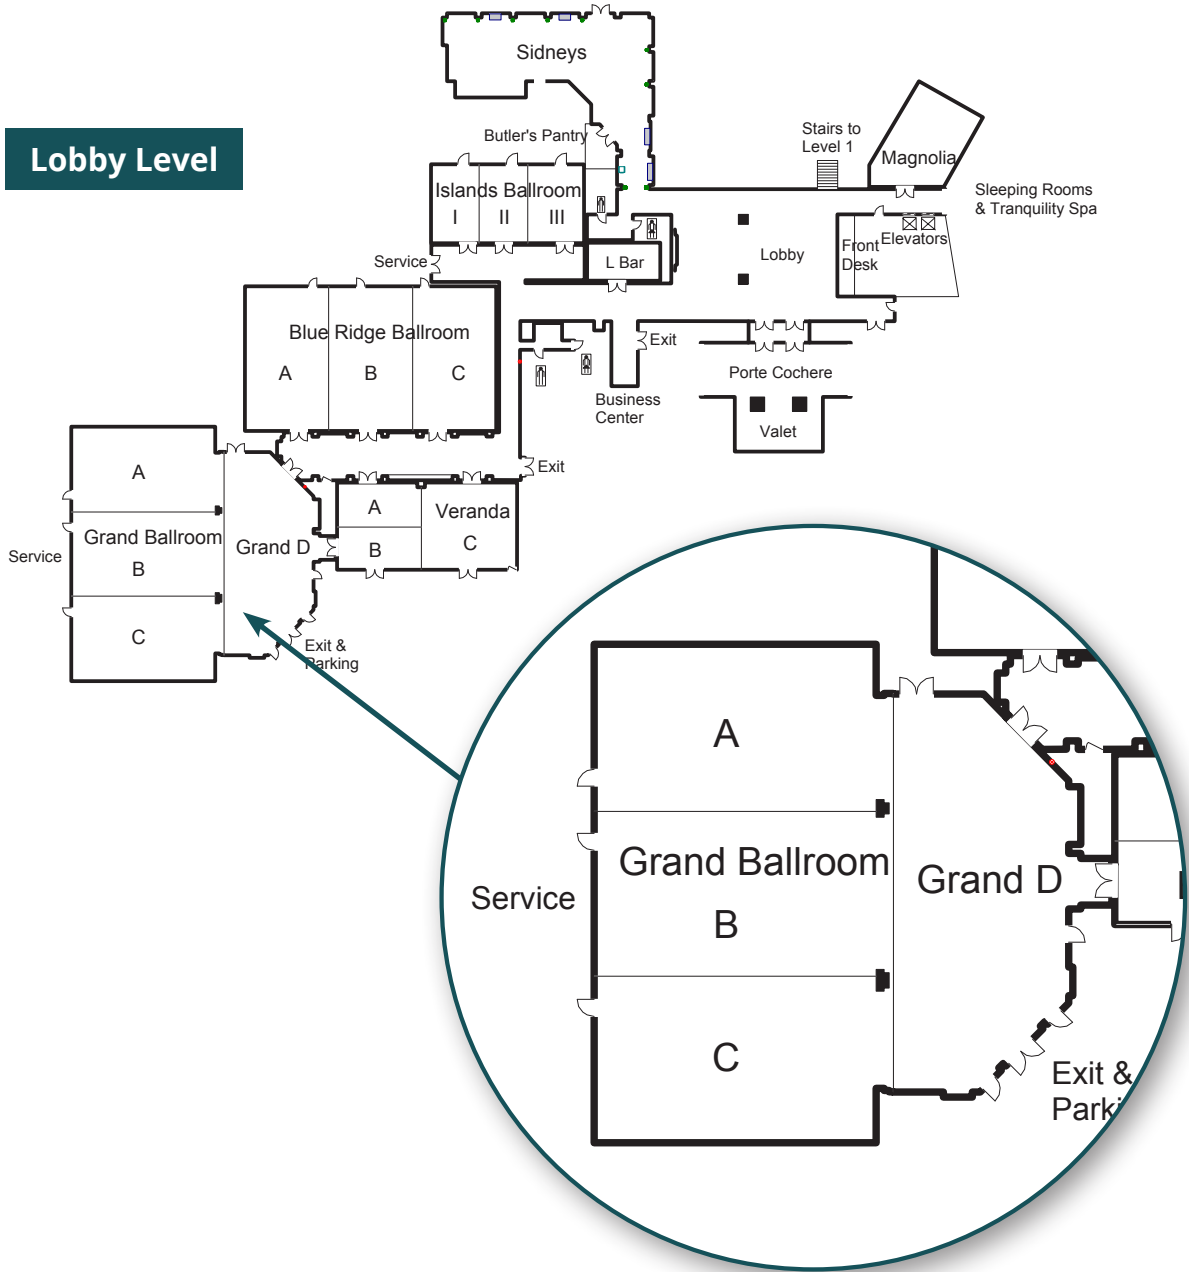 Lobby Level
Sidneys
Butler's Pantry
Stairs to
Level 1
Magnolia
Sleeping Rooms
& Tranquility Spa
Islands Ballroom
I
II
III
Service
L Bar
Lobby
Front
Desk
Elevators
Blue Ridge Ballroom
A
B
C
Exit
Business
Center
Porte Cochere
Valet
Exit
A
Grand Ballroom
B
C
Service
Grand D
A
B
Veranda
C
Exit &
Parking
A
Grand Ballroom
B
C
Service
Grand D
Exit &
Parki